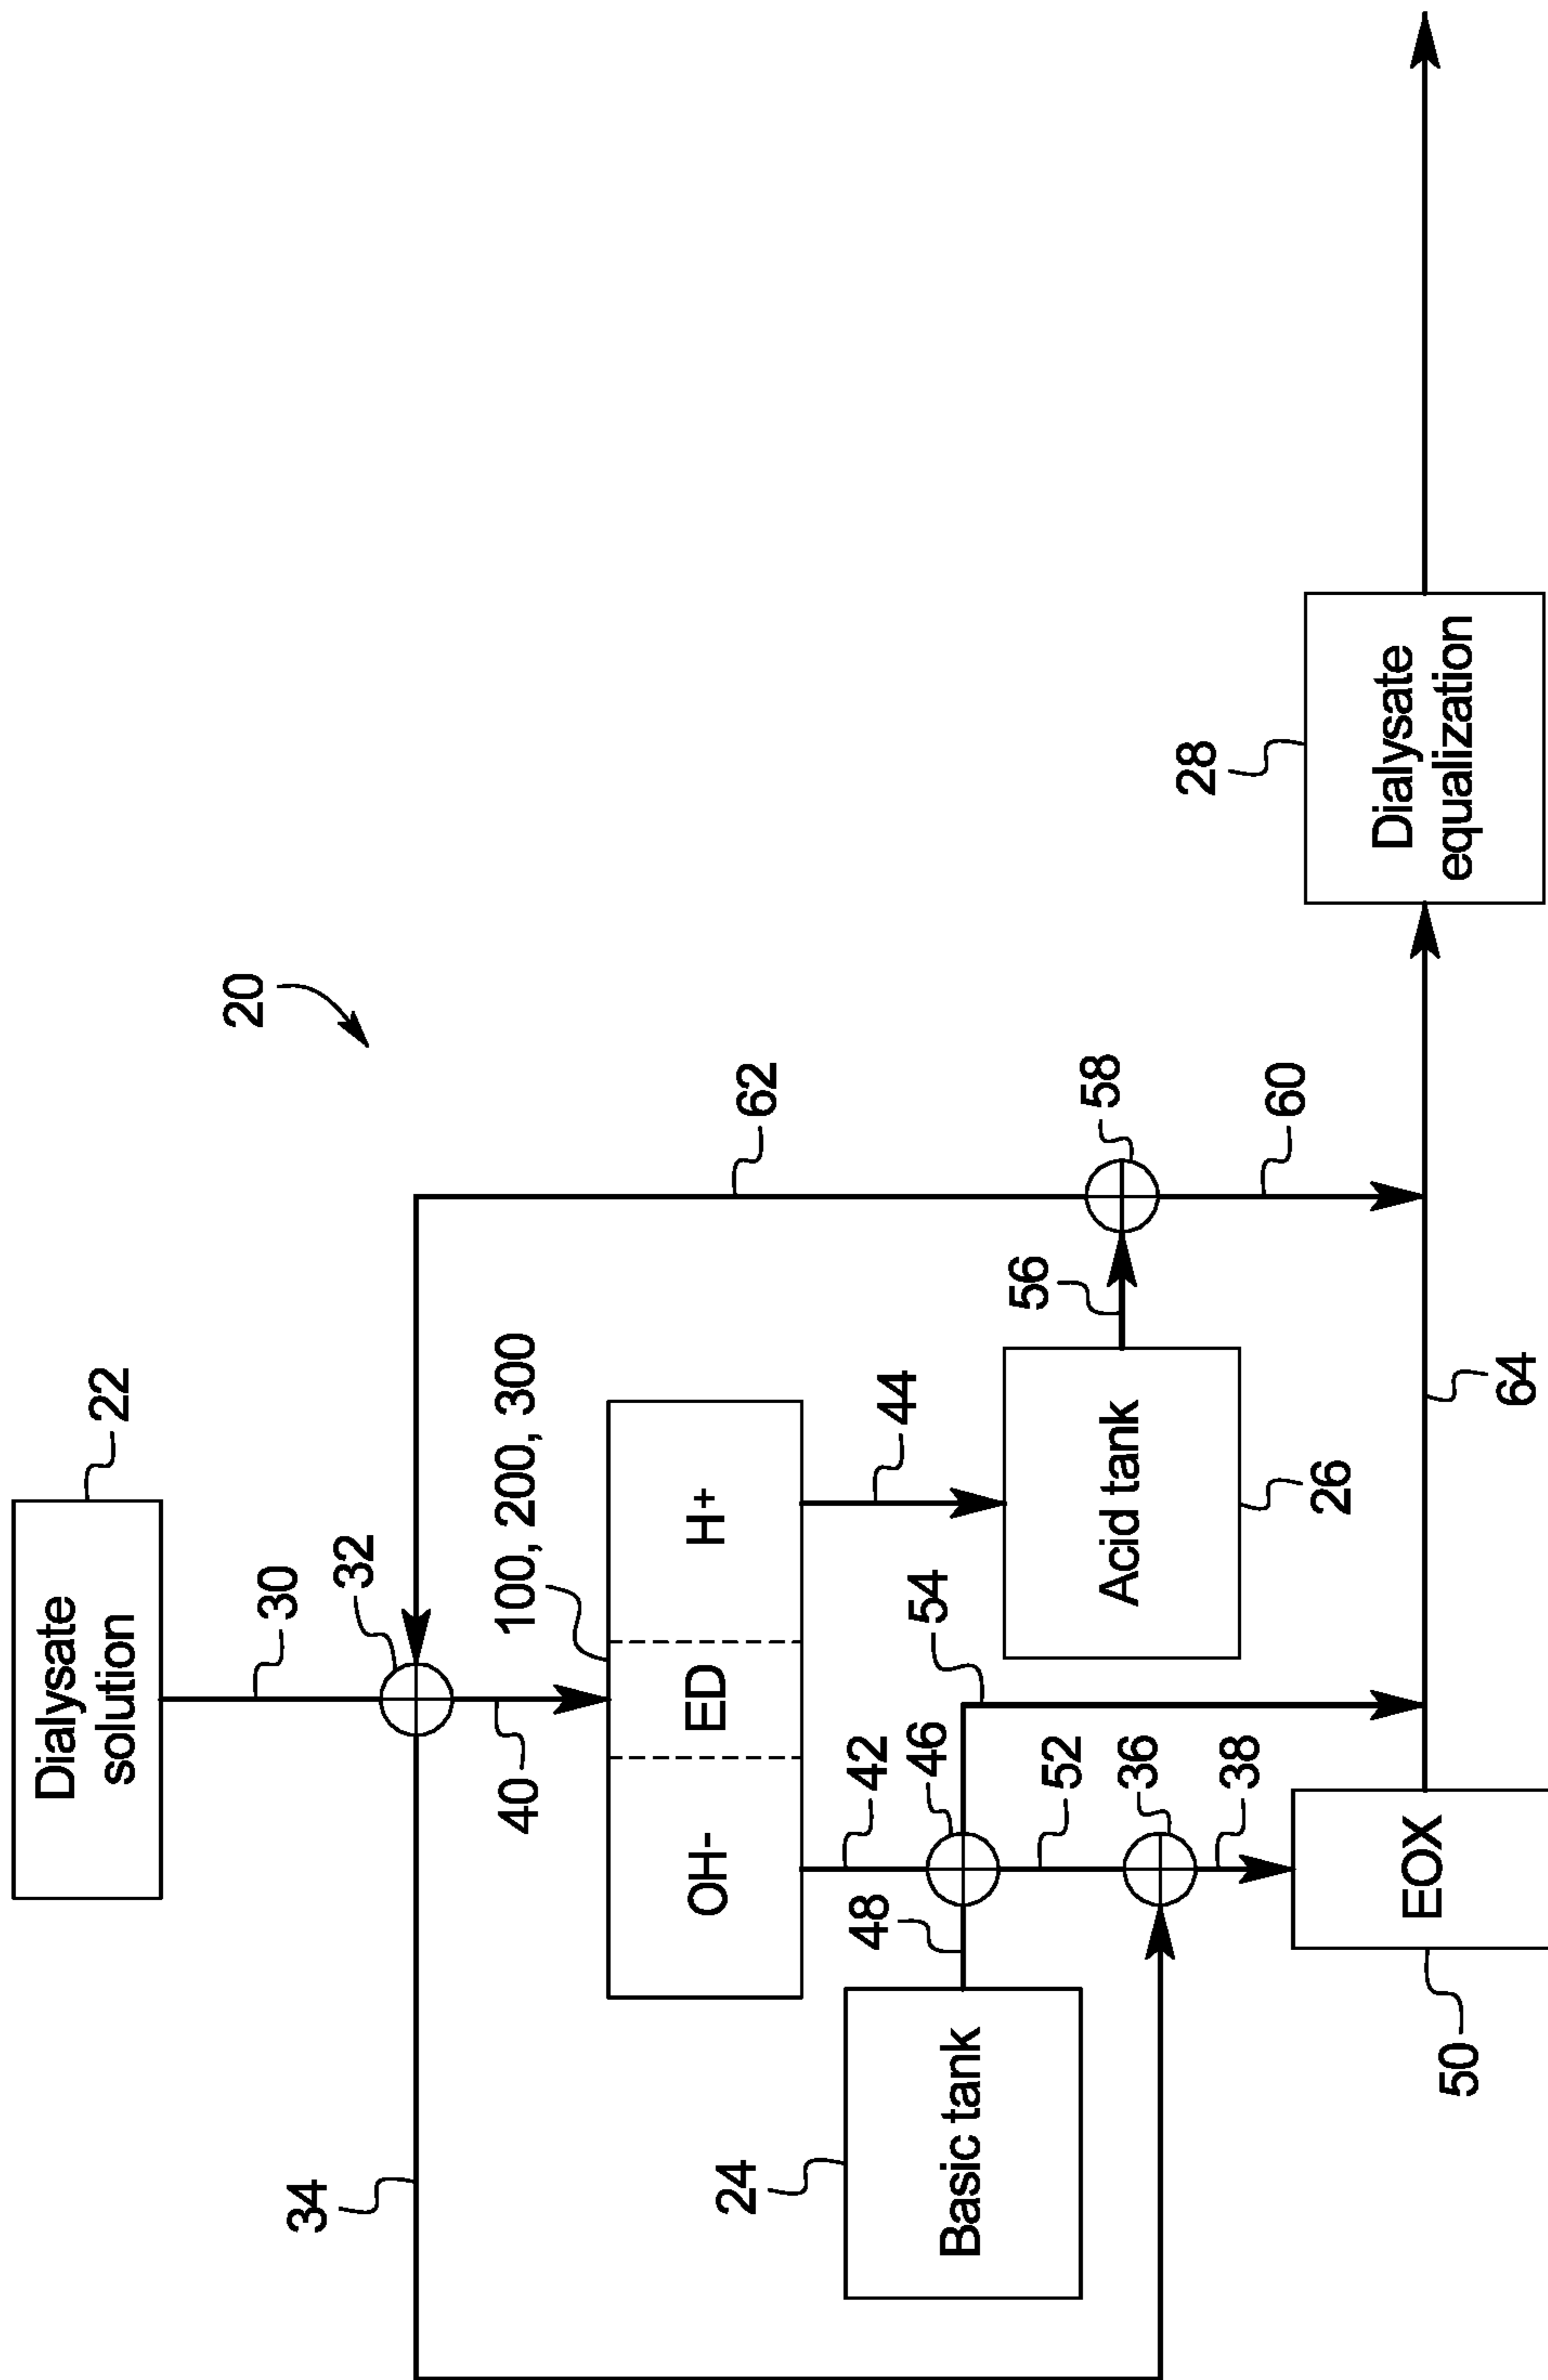 20
Dialysate
solution
22
30
32
34
62
40
100, 200, 300
OH-
ED
H+
42
44
46
48
54
52
Basic tank
24
Acid tank
26
56
58
60
36
38
EOX
50
64
28
Dialysate
equalization